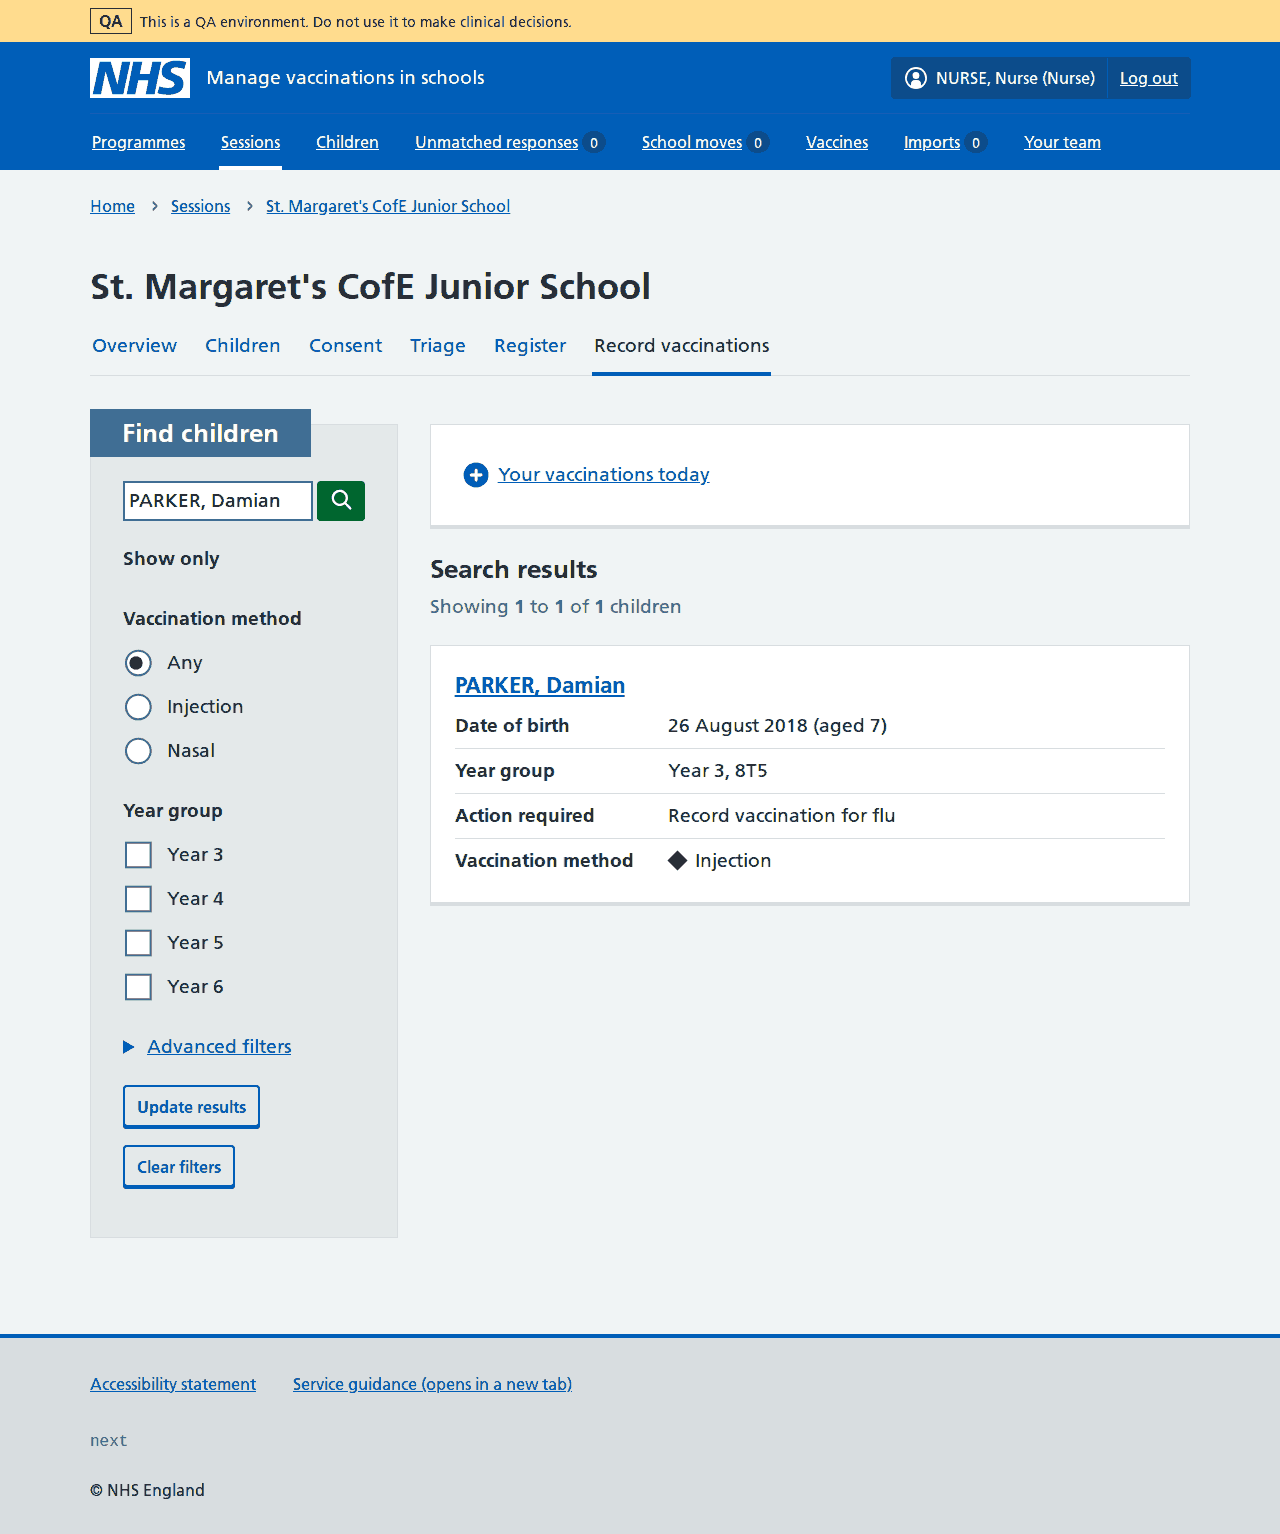 QA This is a QA environment. Do not use it to make clinical decisions.
NHS Manage vaccinations in schools NURSE, Nurse (Nurse) Log out
Programmes Sessions Children Unmatched responses 0 School moves 0 Vaccines Imports 0 Your team
Home Sessions St. Margaret's CofE Junior School
St. Margaret's CofE Junior School
Overview Children Consent Triage Register Record vaccinations
Find children
PARKER, Damian
Show only
Vaccination method
Any
Injection
Nasal
Year group
Year 3
Year 4
Year 5
Year 6
Advanced filters
Update results
Clear filters
Your vaccinations today
Search results
Showing 1 to 1 of 1 children
PARKER, Damian
Date of birth 26 August 2018 (aged 7)
Year group Year 3, 8T5
Action required Record vaccination for flu
Vaccination method Injection
Accessibility statement Service guidance (opens in a new tab)
next
© NHS England